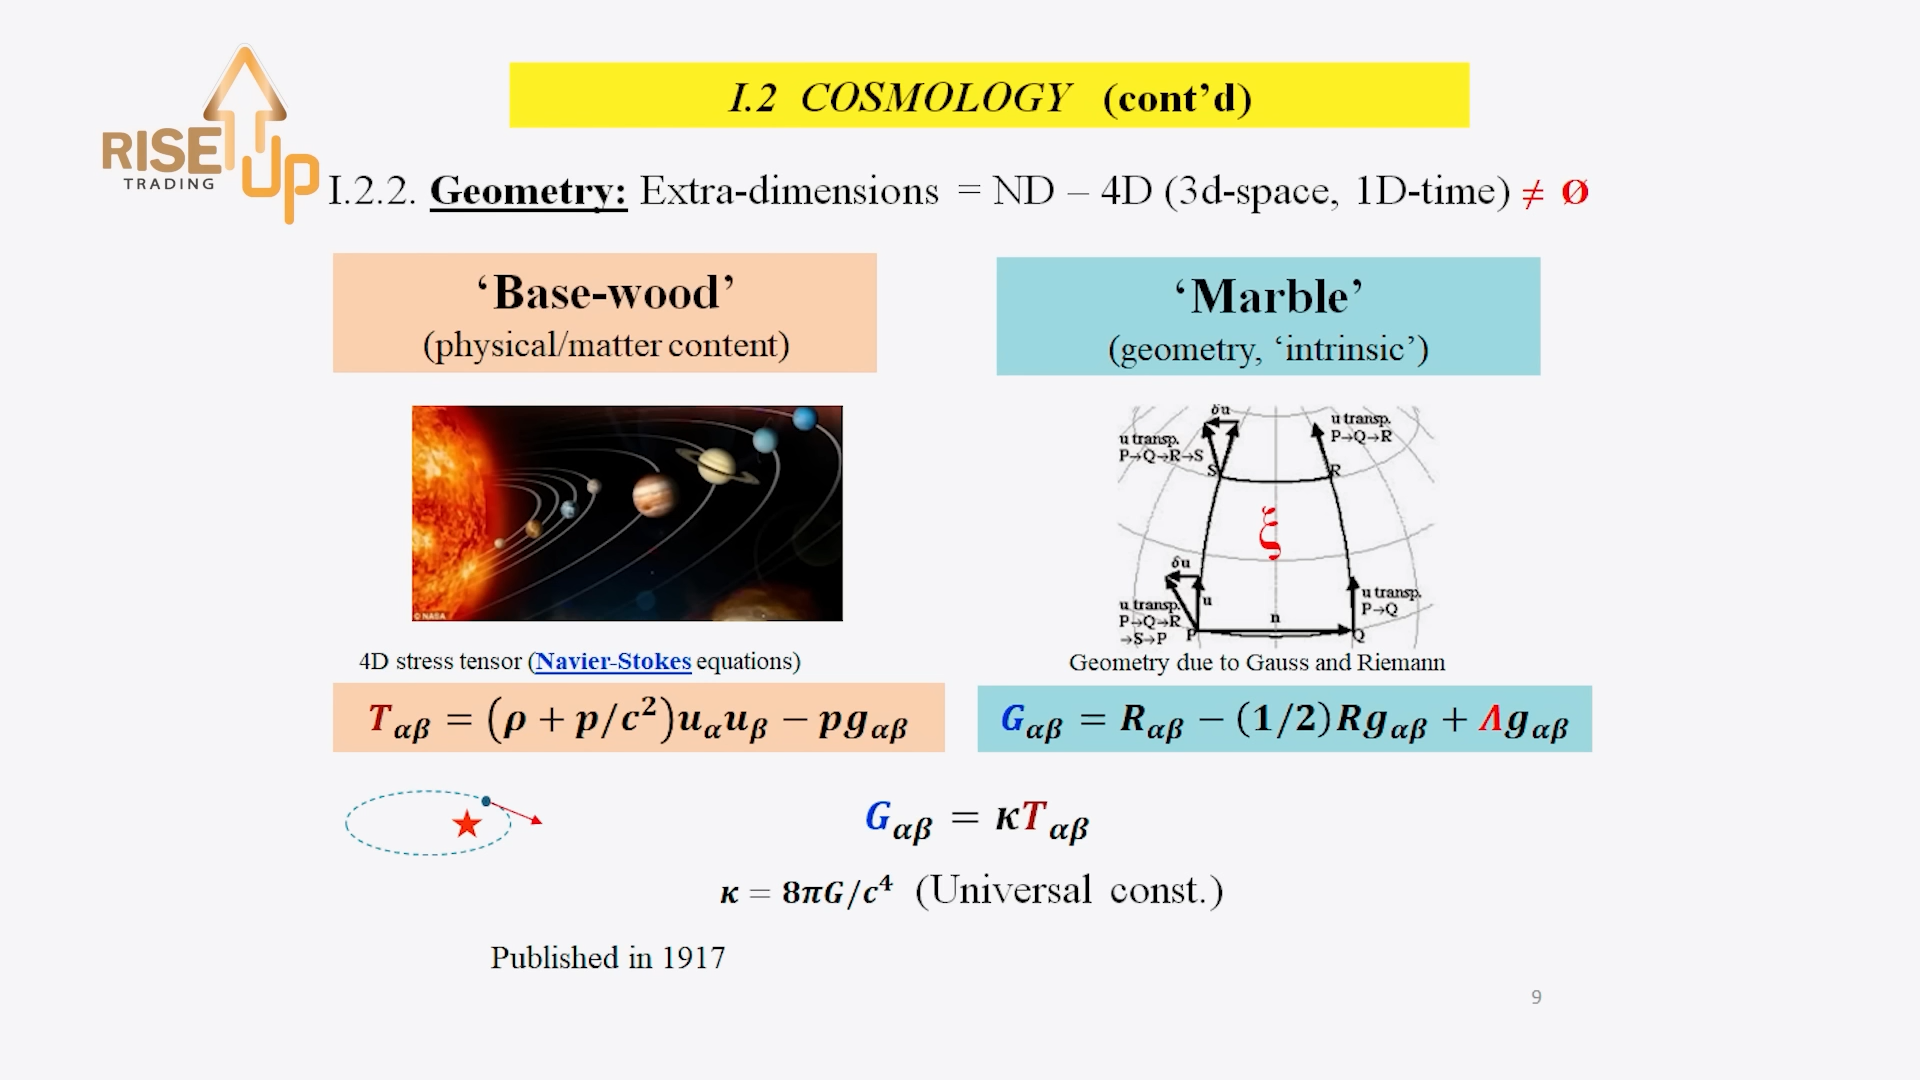 RISE
UP
TRADING
I.2 COSMOLOGY (cont’d)
I.2.2. Geometry: Extra-dimensions = ND – 4D (3d-space, 1D-time) ≠ Ø
‘Base-wood’
(physical/matter content)
‘Marble’
(geometry, ‘intrinsic’)
© NASA
δu
u transp.
P→Q→R
u transp.
P→Q→R→S
S
R
ξ
δu
u
u transp.
P→Q
u transp.
P→Q→R
→S→P
n
P
Q
4D stress tensor (Navier-Stokes equations)
Geometry due to Gauss and Riemann
Tαβ = (ρ + p/c²)uαuβ − pgαβ
Gαβ = Rαβ − (1/2)Rgαβ + Λgαβ
Gαβ = κTαβ
κ = 8πG/c⁴ (Universal const.)
Published in 1917
9